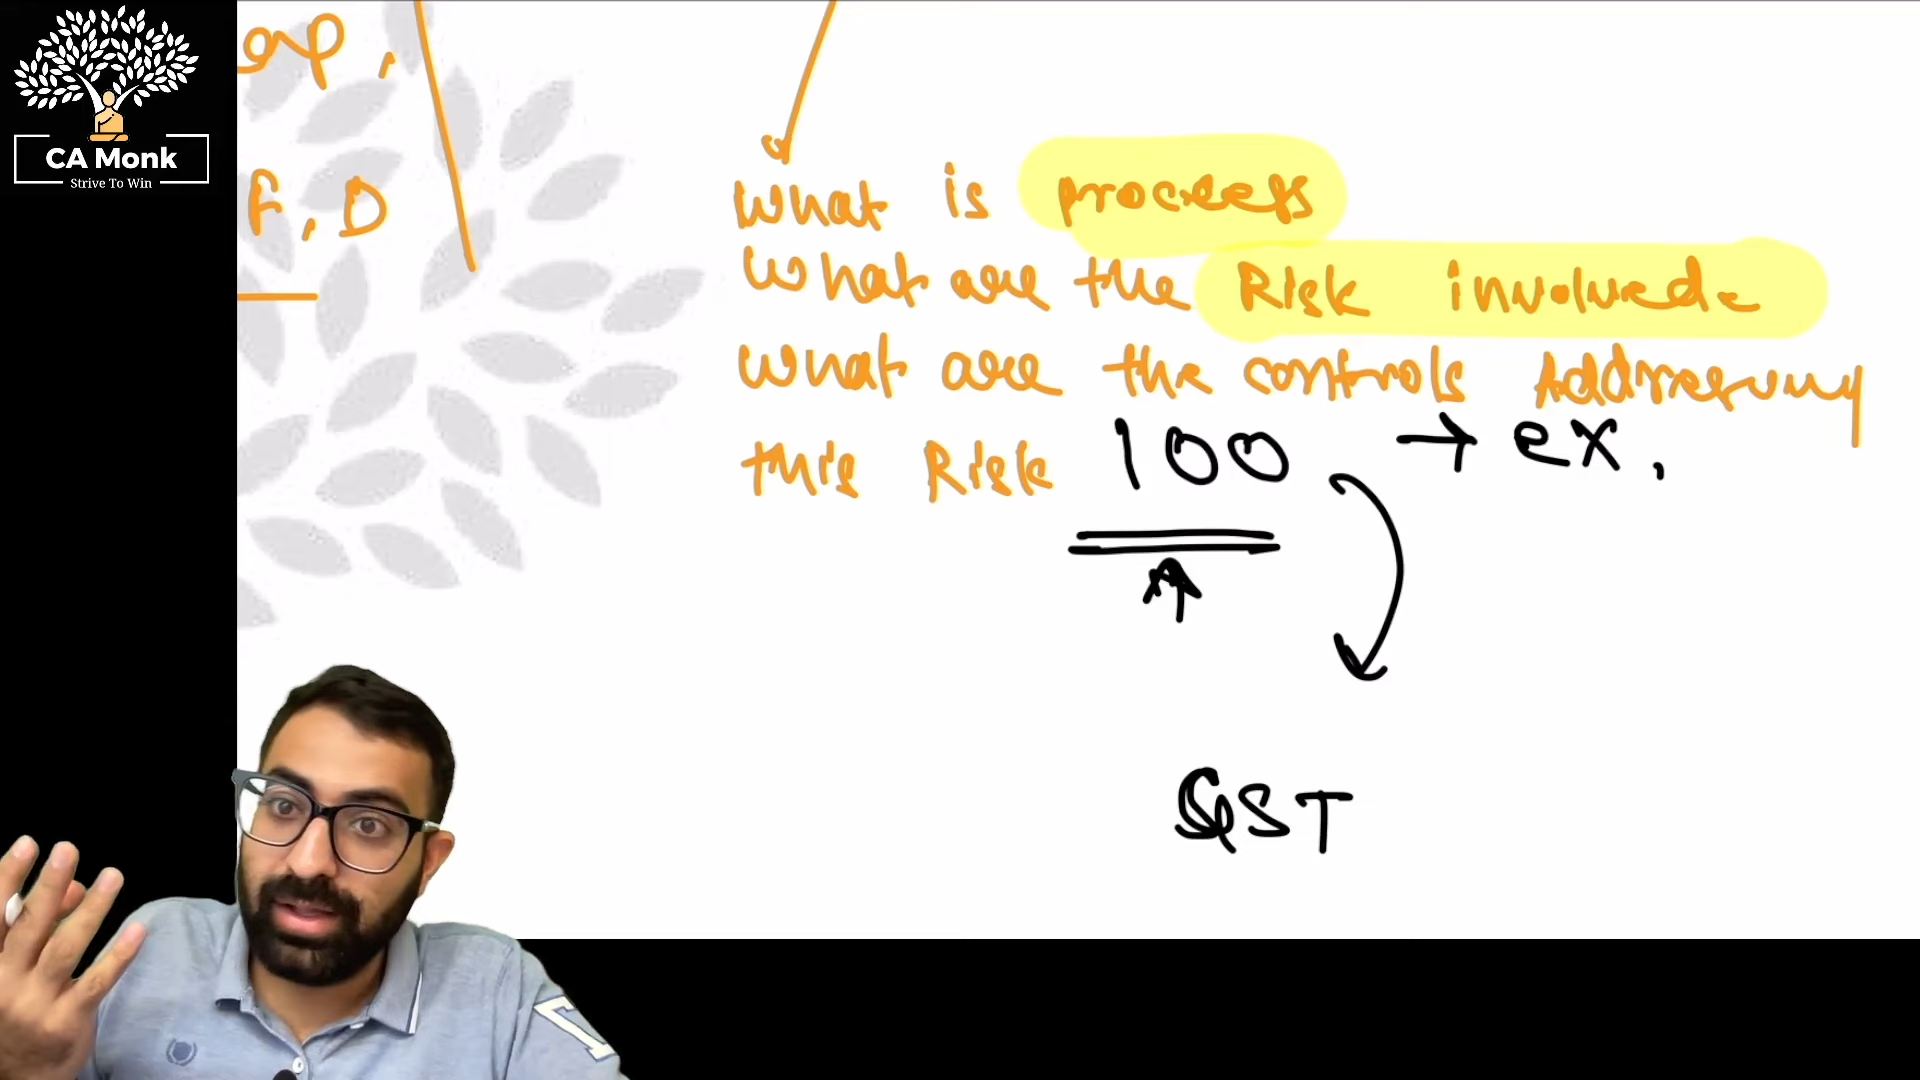 CA Monk
Strive To Win
F, D
What is process
What are the Risk involved
What are the controls Addressing
this Risk 100 → ex.
GST